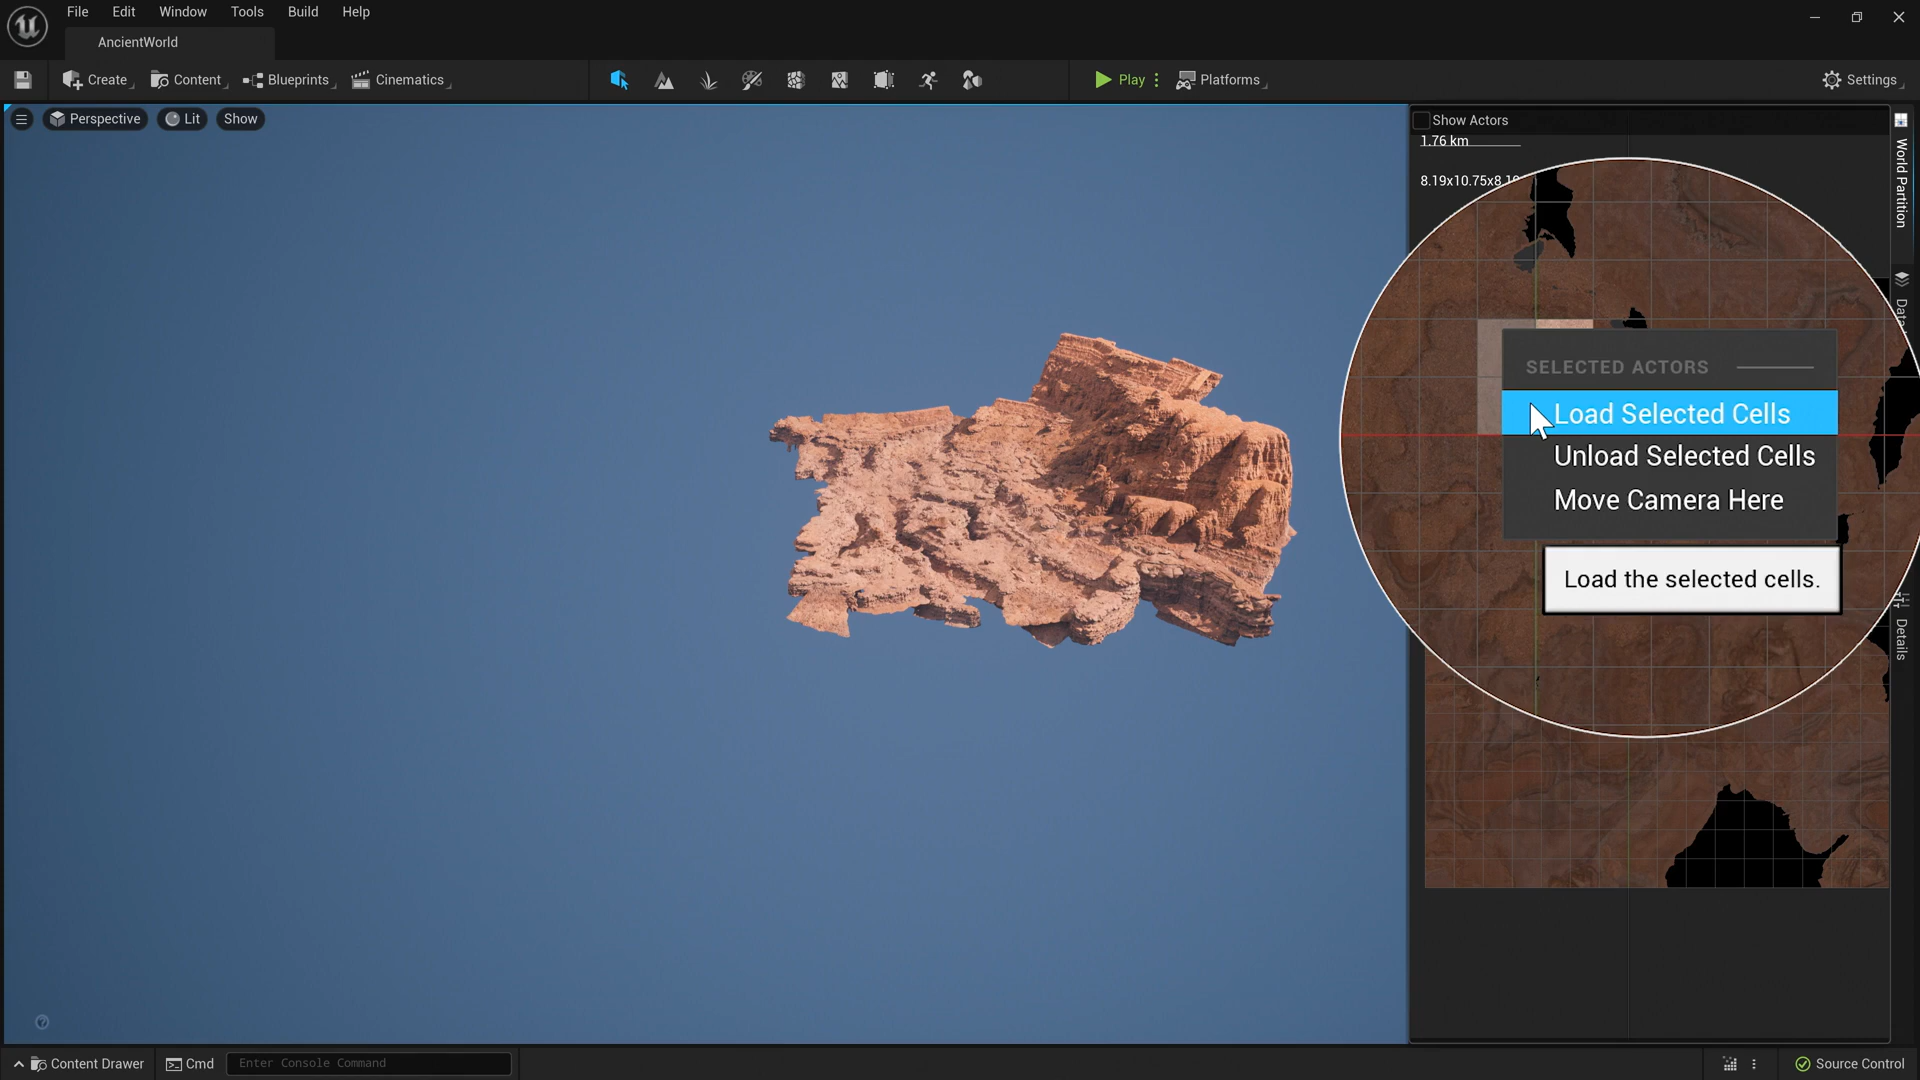 File Edit Window Tools Build Help
AncientWorld
Create Content Blueprints Cinematics Play Platforms Settings
Perspective Lit Show
Show Actors
1.76 km
World Partition
SELECTED ACTORS
Load Selected Cells
Unload Selected Cells
Move Camera Here
Load the selected cells.
Details
Content Drawer Cmd Enter Console Command Source Control